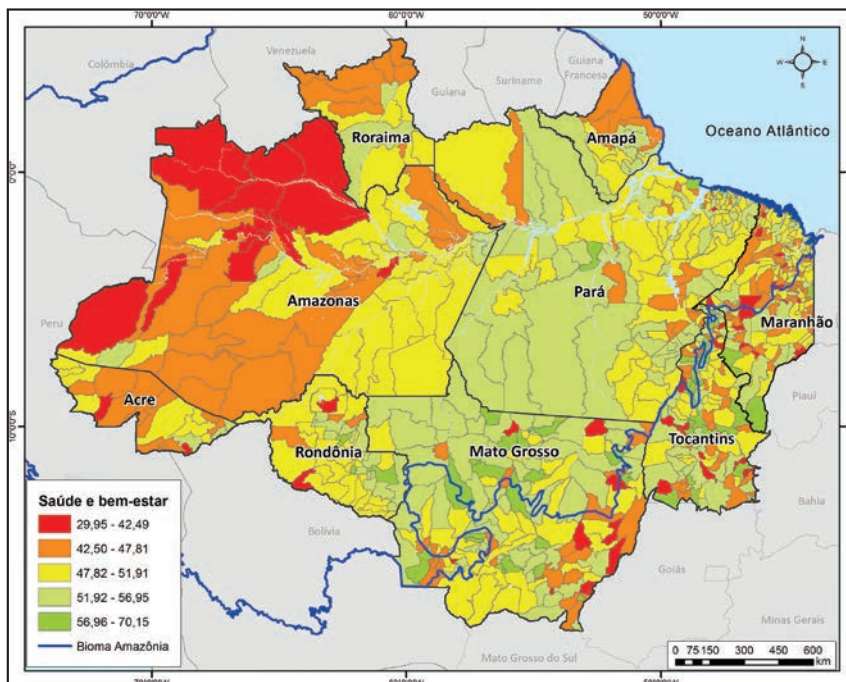 70°0'0"W
60°0'0"W
50°0'0"W
Colômbia
Venezuela
Guiana
Suriname
Guiana
Francesa
N
W
E
S
Roraima
Amapá
Oceano Atlântico
0°0'
0°0'
Amazonas
Pará
Maranhão
Peru
Piauí
Acre
10°0'S
Rondônia
Mato Grosso
Tocantins
Bahia
Bolívia
Goiás
Minas Gerais
Mato Grosso do Sul
Saúde e bem-estar
29,95 - 42,49
42,50 - 47,81
47,82 - 51,91
51,92 - 56,95
56,96 - 70,15
Bioma Amazônia
0 75 150 300 450 600
km
70°0'0"W